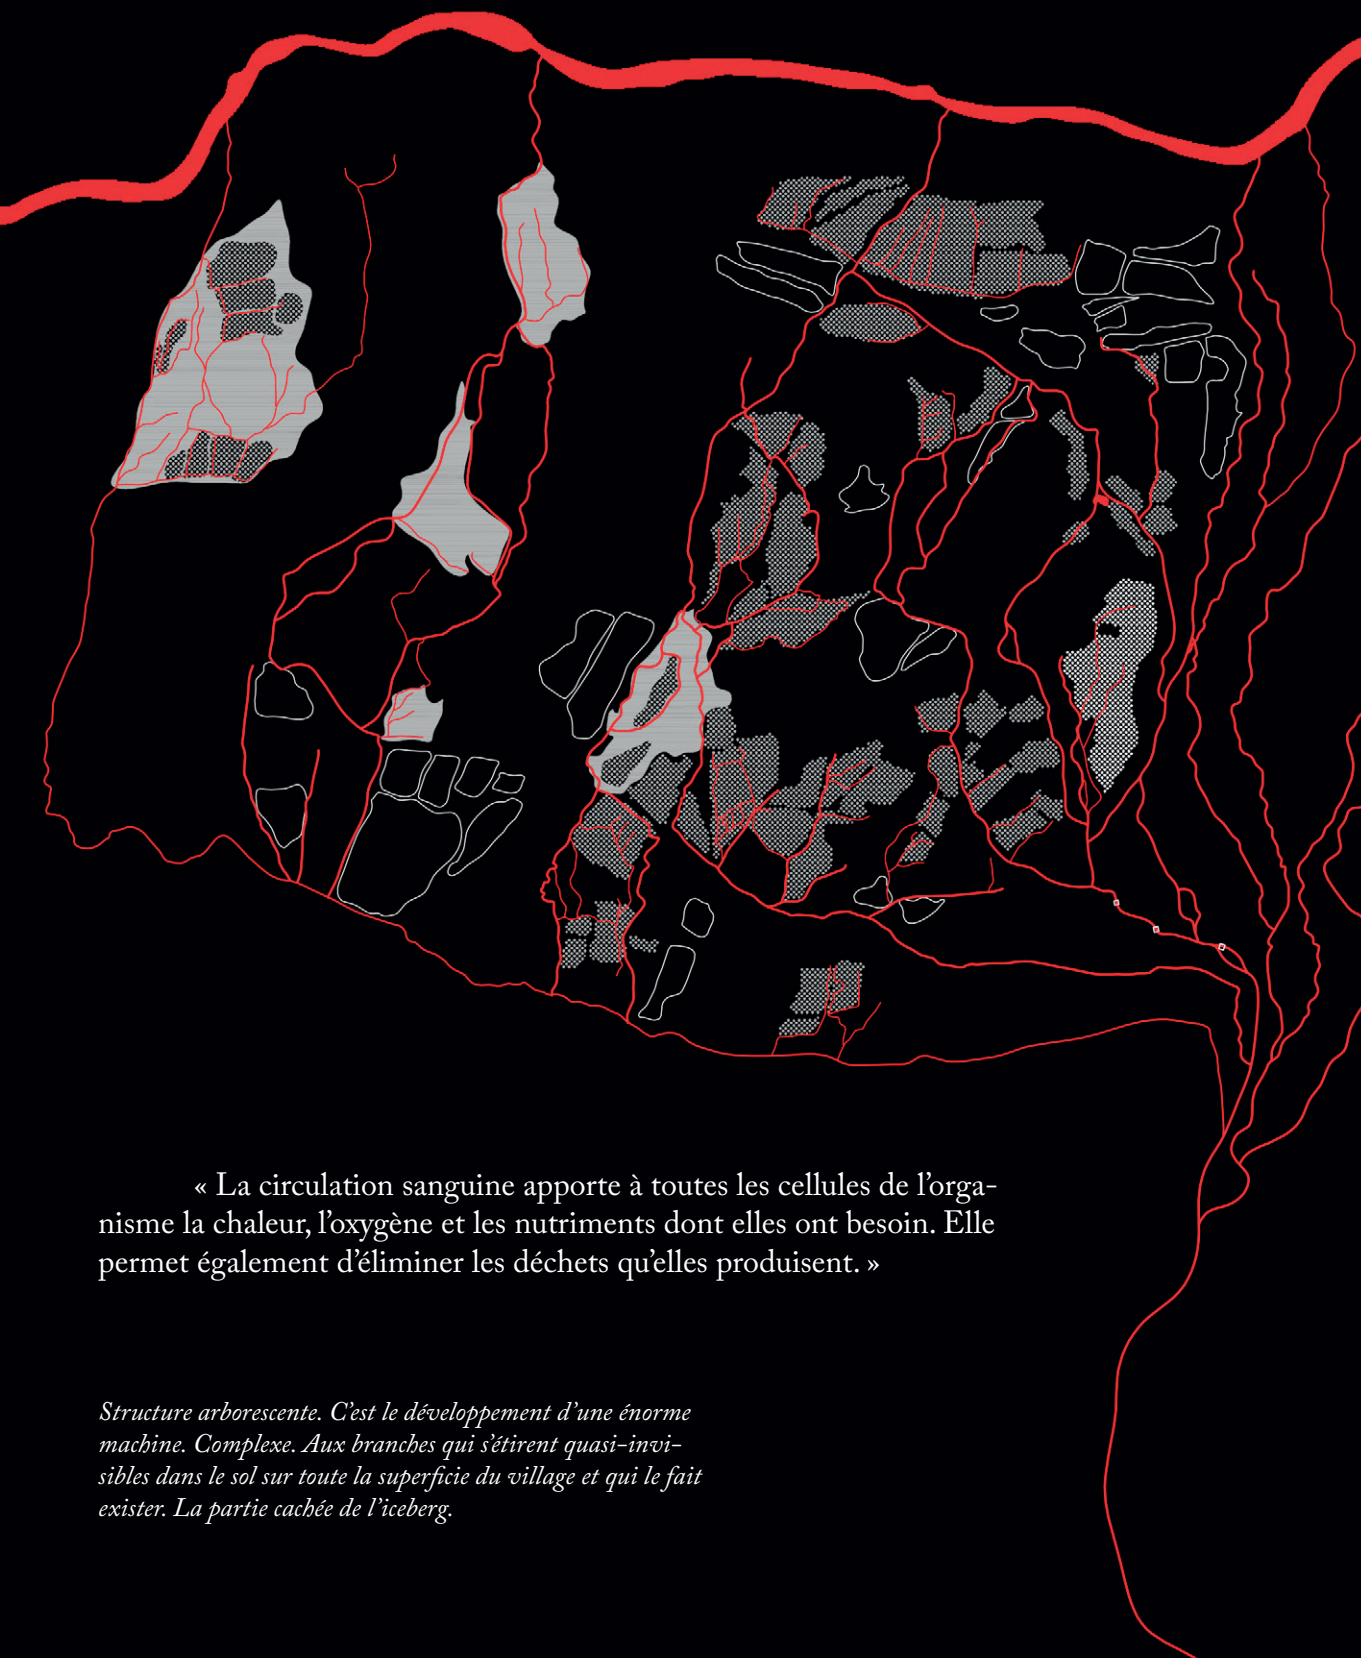 « La circulation sanguine apporte à toutes les cellules de l’orga-
nisme la chaleur, l’oxygène et les nutriments dont elles ont besoin. Elle
permet également d’éliminer les déchets qu’elles produisent. »
Structure arborescente. C’est le développement d’une énorme
machine. Complexe. Aux branches qui s’étirent quasi-invi-
sibles dans le sol sur toute la superficie du village et qui le fait
exister. La partie cachée de l’iceberg.